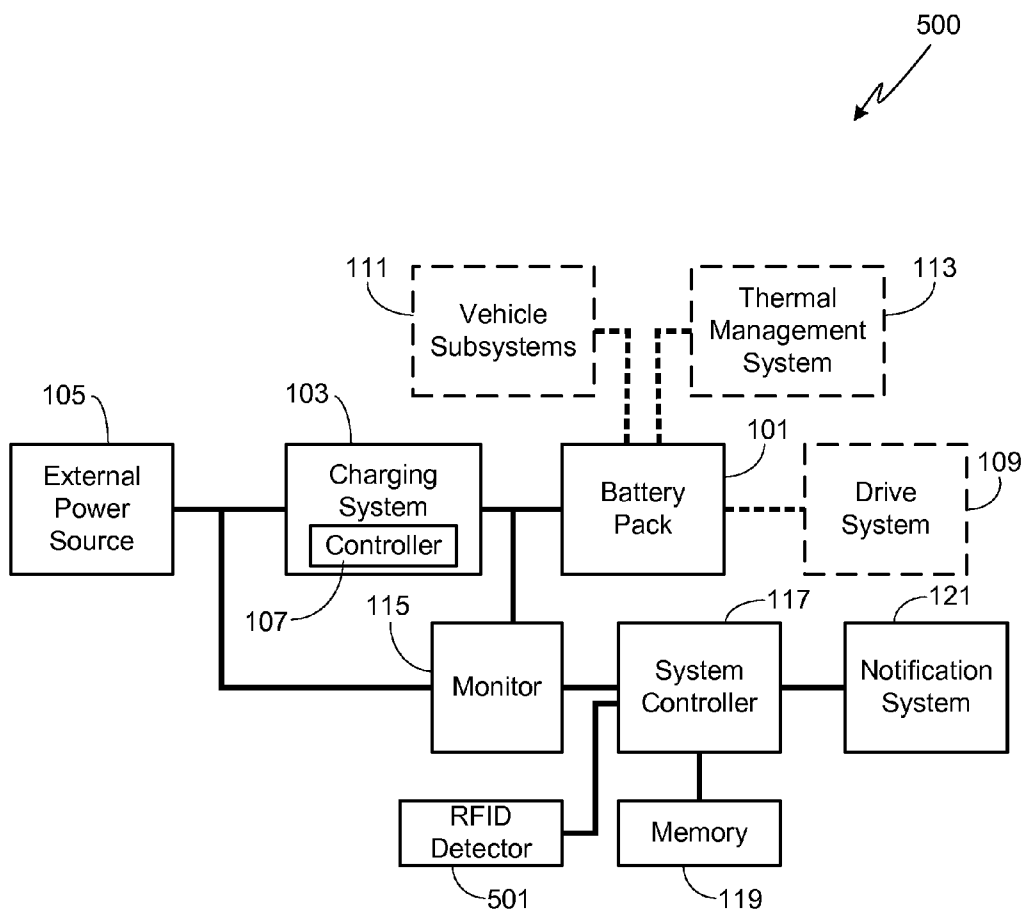 500
111
Vehicle
Subsystems
Thermal
Management
System
113
105
External
Power
Source
103
Charging
System
Controller
107
101
Battery
Pack
Drive
System
109
115
Monitor
117
System
Controller
121
Notification
System
RFID
Detector
501
Memory
119